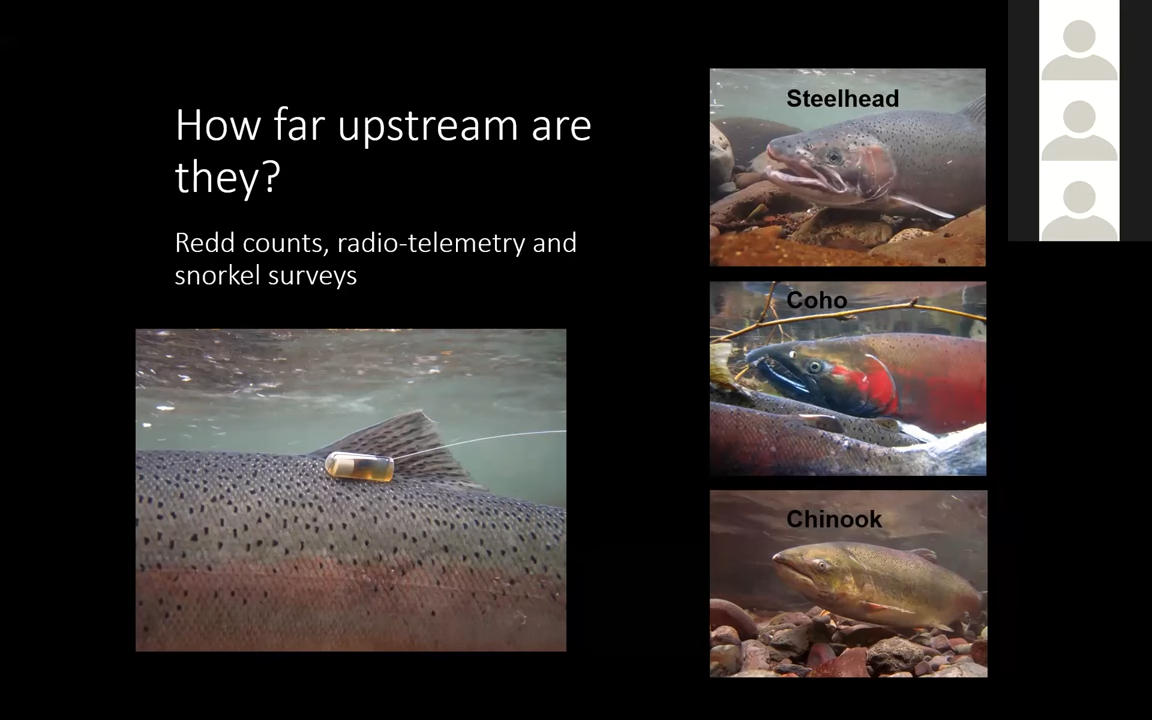 How far upstream are
they?
Redd counts, radio-telemetry and
snorkel surveys
Steelhead
Coho
Chinook